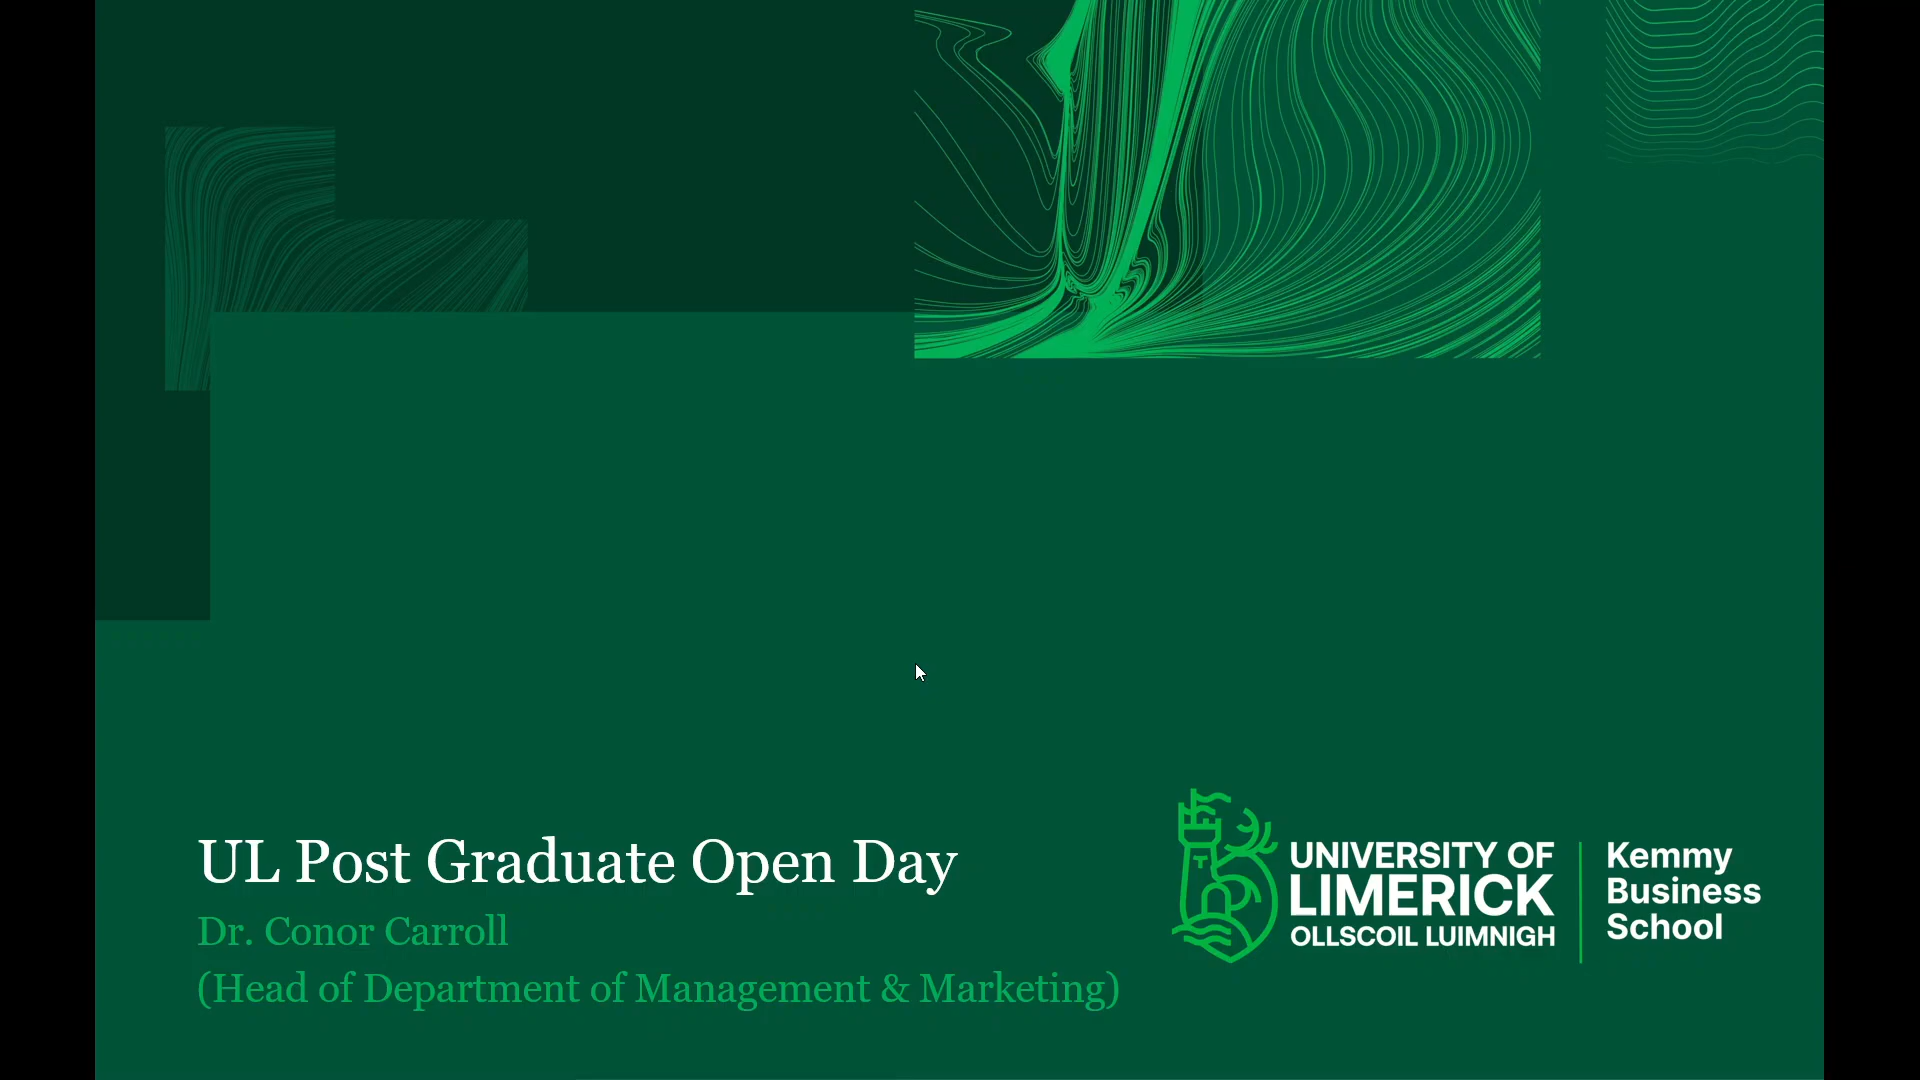 UL Post Graduate Open Day
Dr. Conor Carroll
(Head of Department of Management & Marketing)
UNIVERSITY OF
LIMERICK
OLLSCOIL LUIMNIGH
Kemmy
Business
School